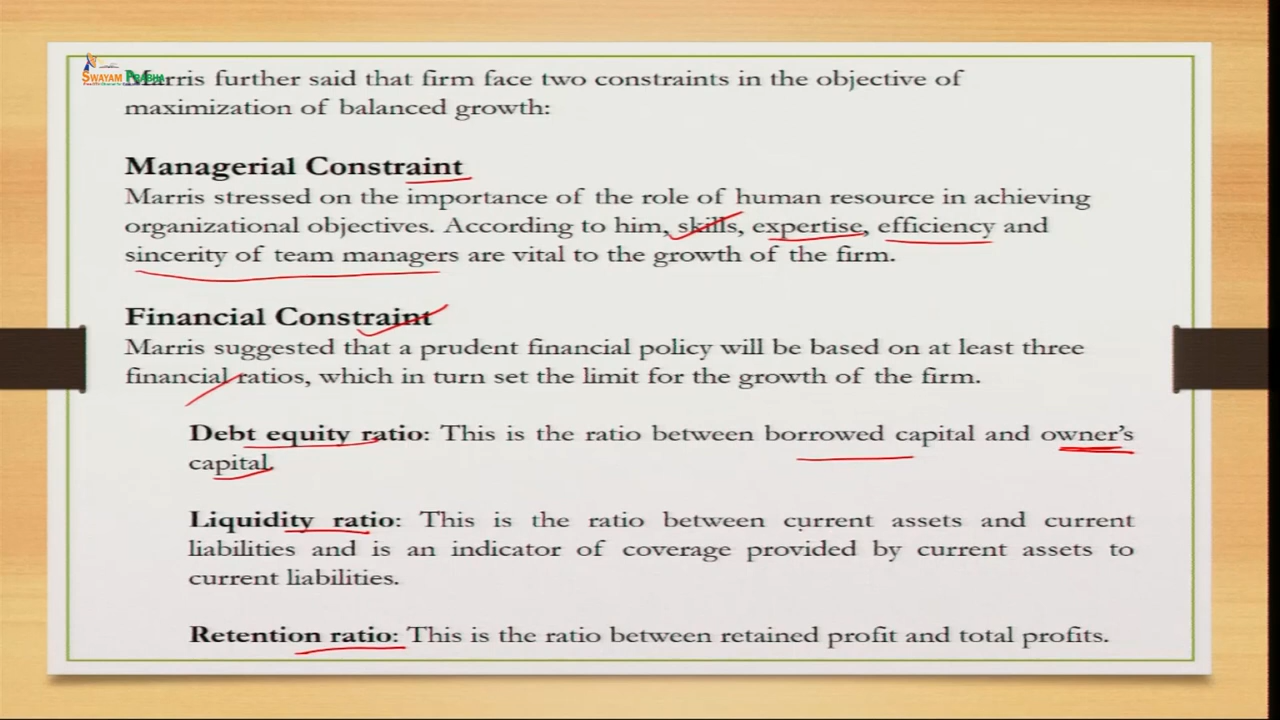 SWAYAM PRABHA
Marris further said that firm face two constraints in the objective of
maximization of balanced growth:
Managerial Constraint
Marris stressed on the importance of the role of human resource in achieving
organizational objectives. According to him, skills, expertise, efficiency and
sincerity of team managers are vital to the growth of the firm.
Financial Constraint
Marris suggested that a prudent financial policy will be based on at least three
financial ratios, which in turn set the limit for the growth of the firm.
Debt equity ratio: This is the ratio between borrowed capital and owner's
capital.
Liquidity ratio: This is the ratio between current assets and current
liabilities and is an indicator of coverage provided by current assets to
current liabilities.
Retention ratio: This is the ratio between retained profit and total profits.